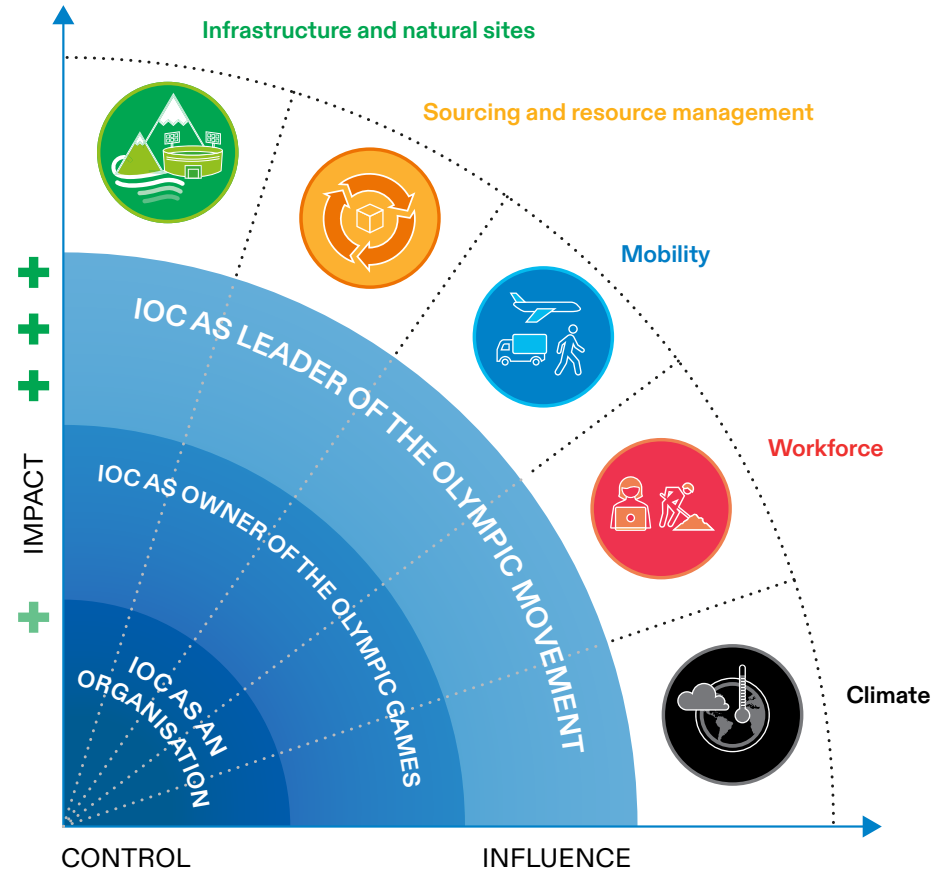 Infrastructure and natural sites
Sourcing and resource management
Mobility
Workforce
Climate
IOC AS LEADER OF THE OLYMPIC MOVEMENT
IOC AS OWNER OF THE OLYMPIC GAMES
IOC AS AN
ORGANISATION
IMPACT
CONTROL
INFLUENCE